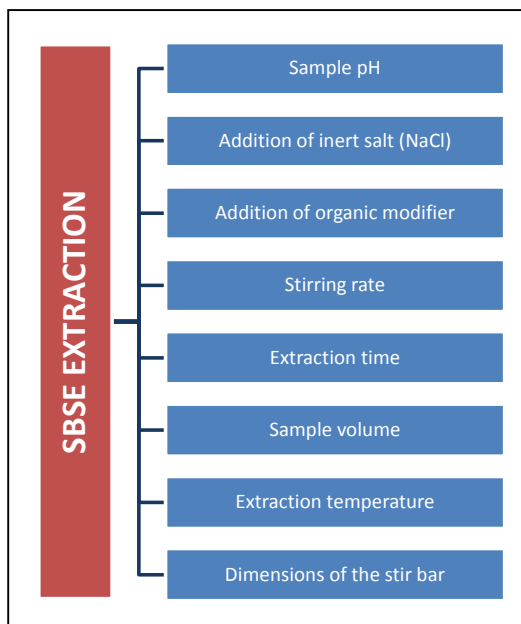 SBSE EXTRACTION
Sample pH
Addition of inert salt (NaCl)
Addition of organic modifier
Stirring rate
Extraction time
Sample volume
Extraction temperature
Dimensions of the stir bar